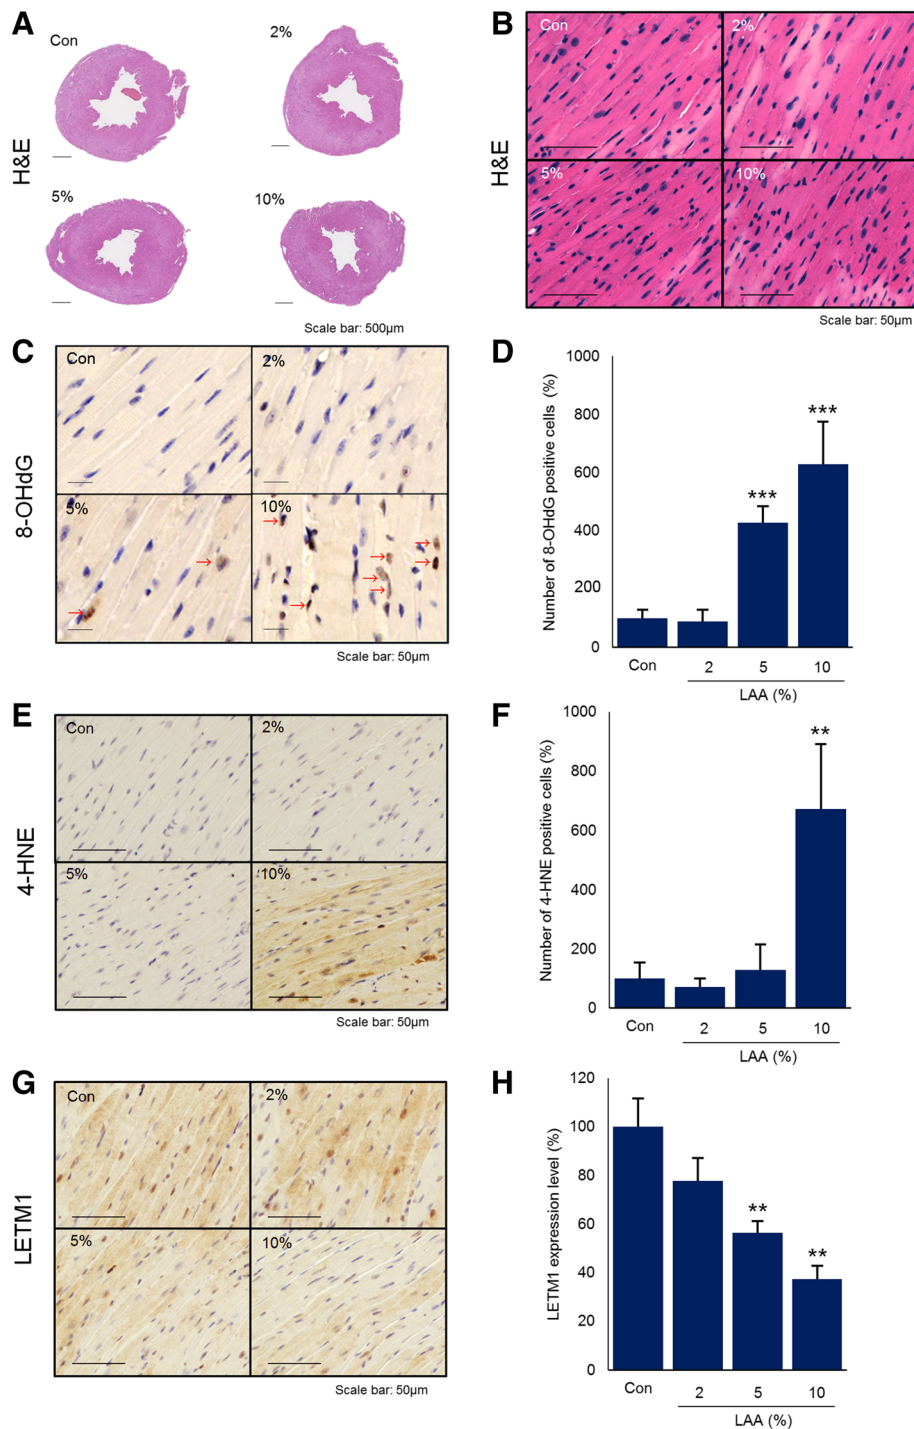 A
Con
2%
H&E
5%
10%
Scale bar: 500µm
B
Con
2%
H&E
5%
10%
Scale bar: 50µm
C
Con
2%
8-OHdG
5%
10%
Scale bar: 50µm
D
Number of 8-OHdG positive cells (%)
1000
800
600
400
200
0
***
***
Con
2
5
10
LAA (%)
E
Con
2%
4-HNE
5%
10%
Scale bar: 50µm
F
Number of 4-HNE positive cells (%)
1000
800
600
400
200
0
**
Con
2
5
10
LAA (%)
G
Con
2%
LETM1
5%
10%
Scale bar: 50µm
H
LETM1 expression level (%)
120
100
80
60
40
20
0
**
**
Con
2
5
10
LAA (%)